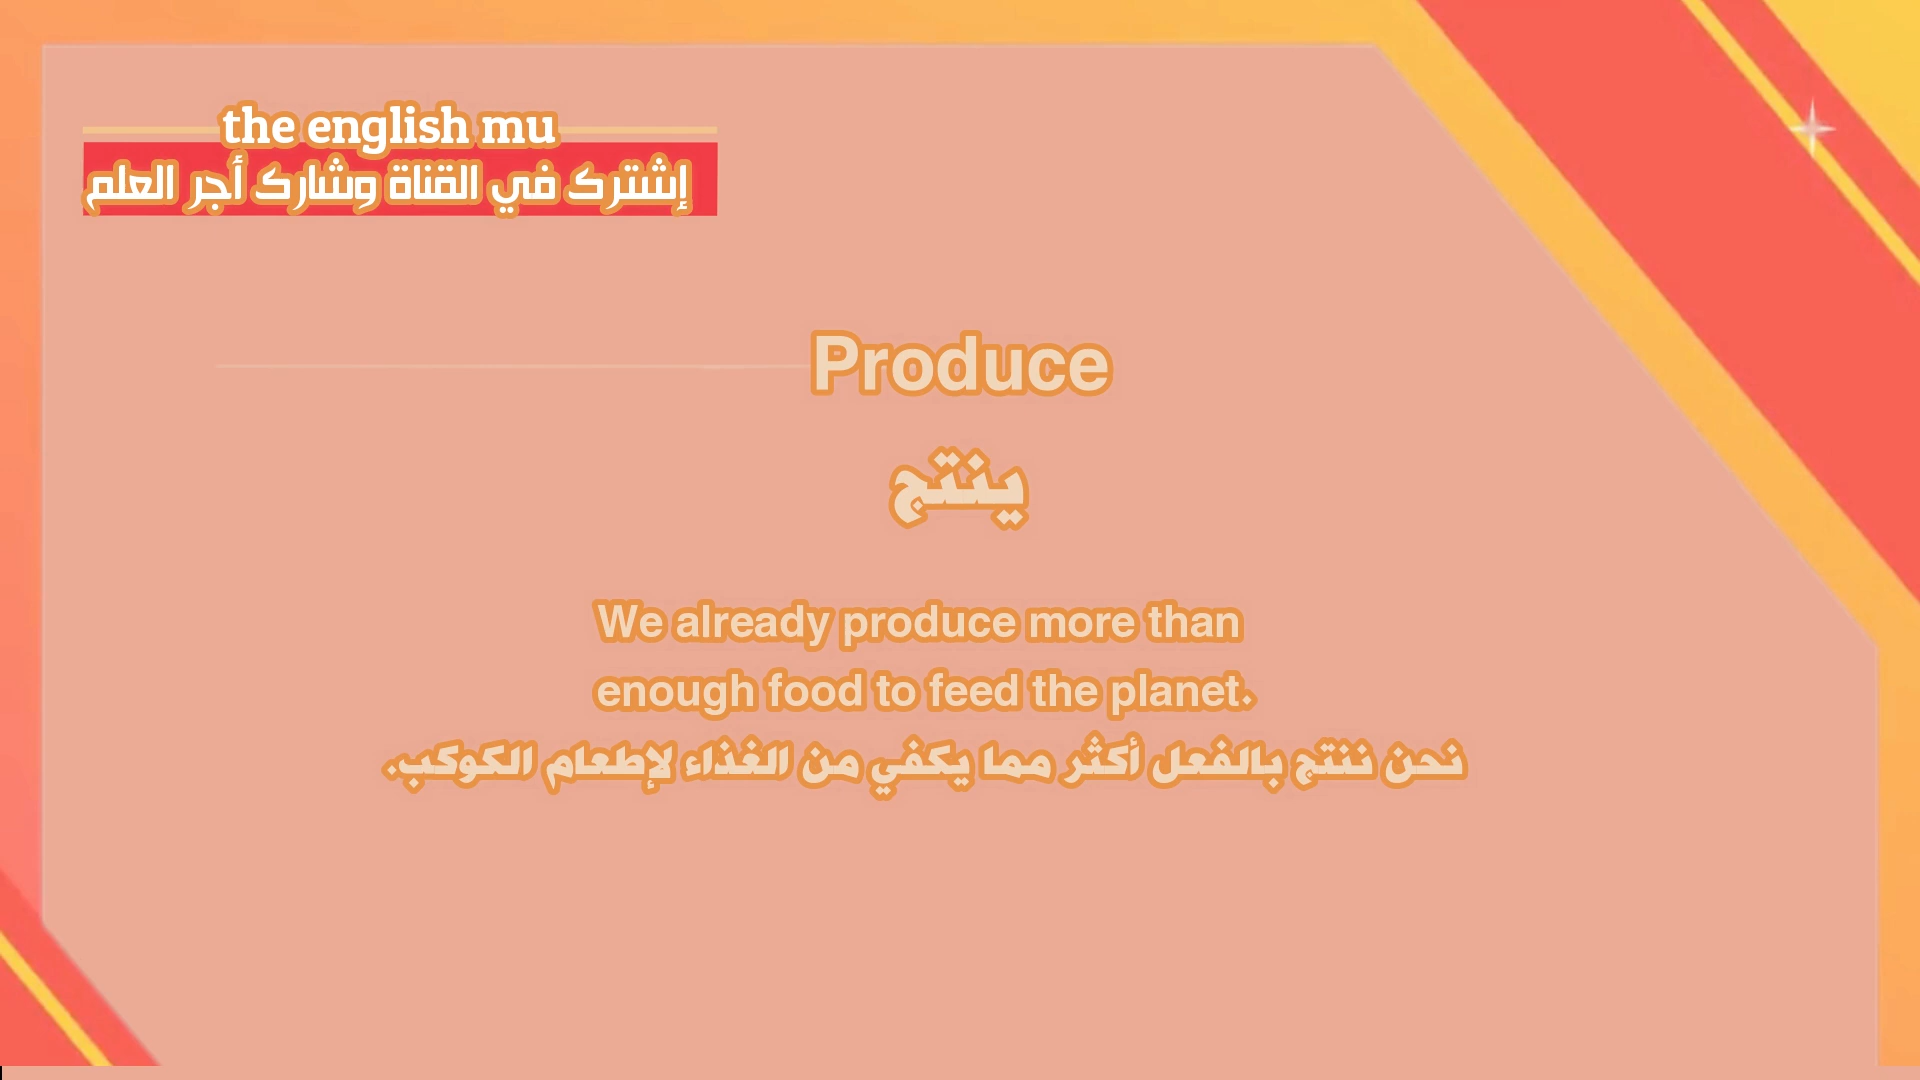 the english mu
إشترك في القناة وشارك أجر العلم
Produce
ينتج
We already produce more than
enough food to feed the planet.
نحن ننتج بالفعل أكثر مما يكفي من الغذاء لإطعام الكوكب.